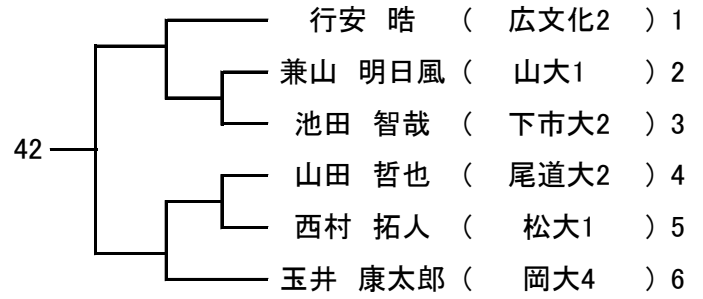 行安 晧 ( 広文化2 ) 1
兼山 明日風 ( 山大1 ) 2
池田 智哉 ( 下市大2 ) 3
42
山田 哲也 ( 尾道大2 ) 4
西村 拓人 ( 松大1 ) 5
玉井 康太郎 ( 岡大4 ) 6